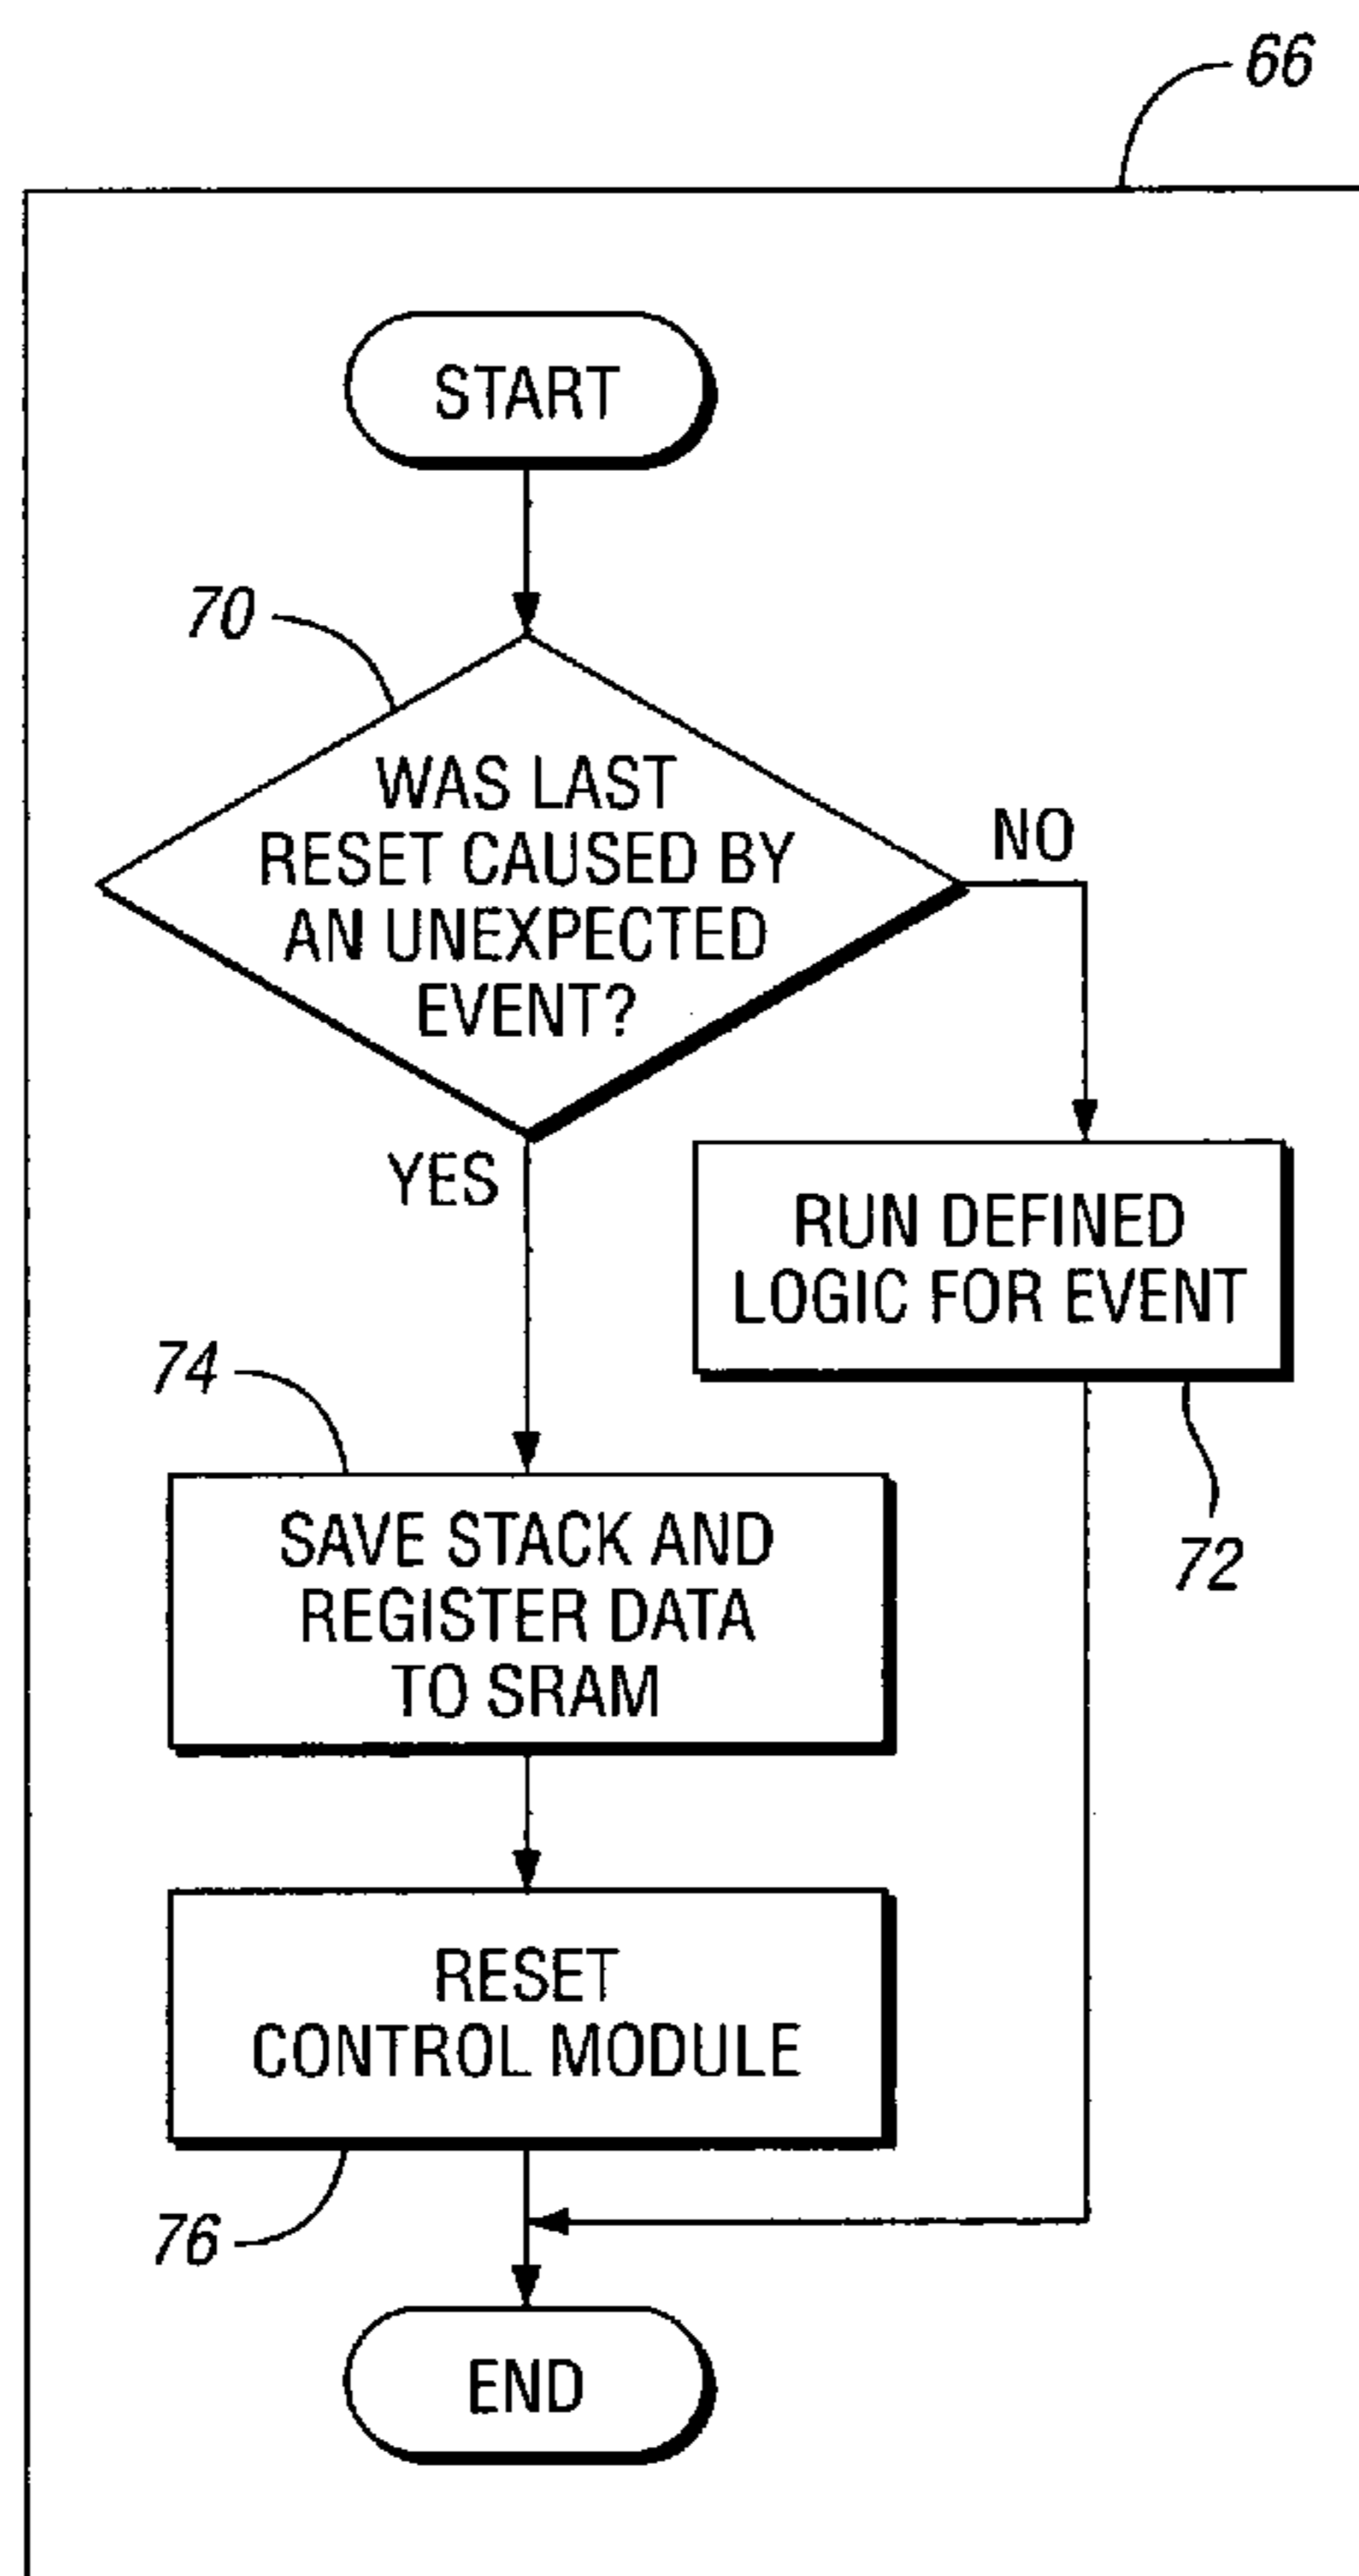 66
START
70
WAS LAST
RESET CAUSED BY
AN UNEXPECTED
EVENT?
NO
YES
RUN DEFINED
LOGIC FOR EVENT
72
74
SAVE STACK AND
REGISTER DATA
TO SRAM
RESET
CONTROL MODULE
76
END